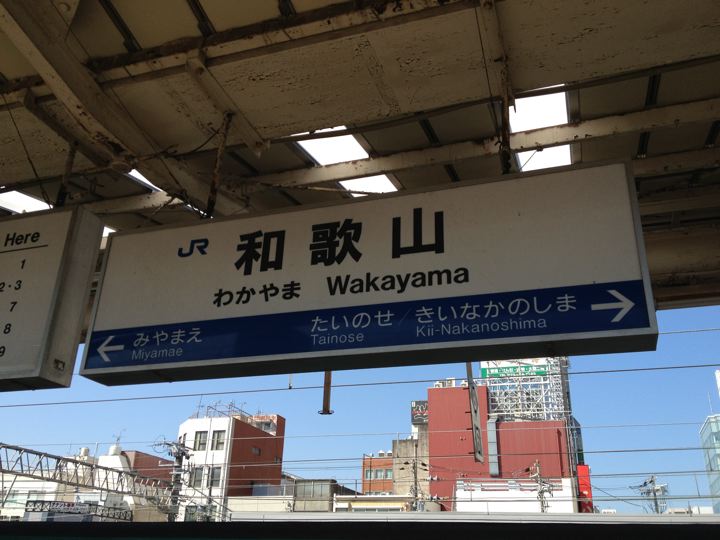 Here
1
2・3
7
8
9
JR 和歌山
わかやま Wakayama
← みやまえ たいのせ / きいなかのしま →
Miyamae Tainose Kii-Nakanoshima